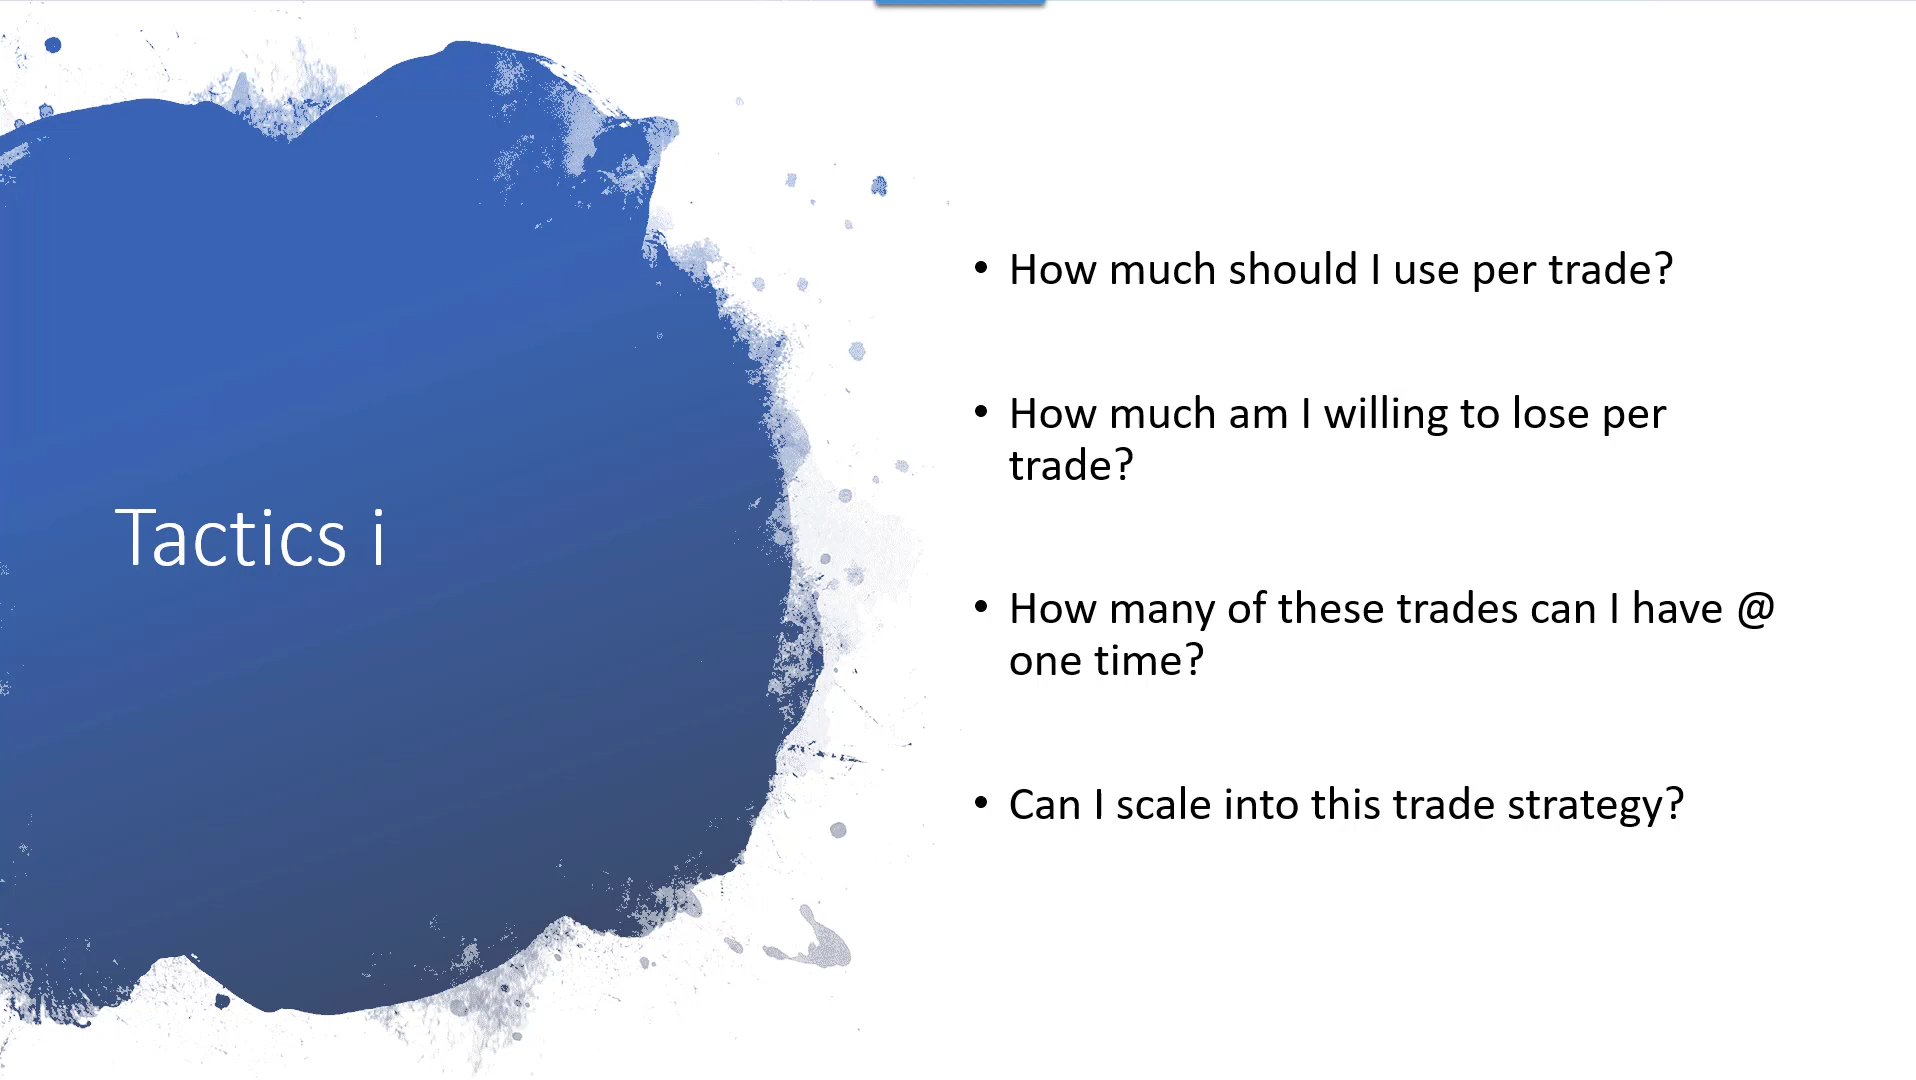 Tactics i
• How much should I use per trade?
• How much am I willing to lose per
trade?
• How many of these trades can I have @
one time?
• Can I scale into this trade strategy?